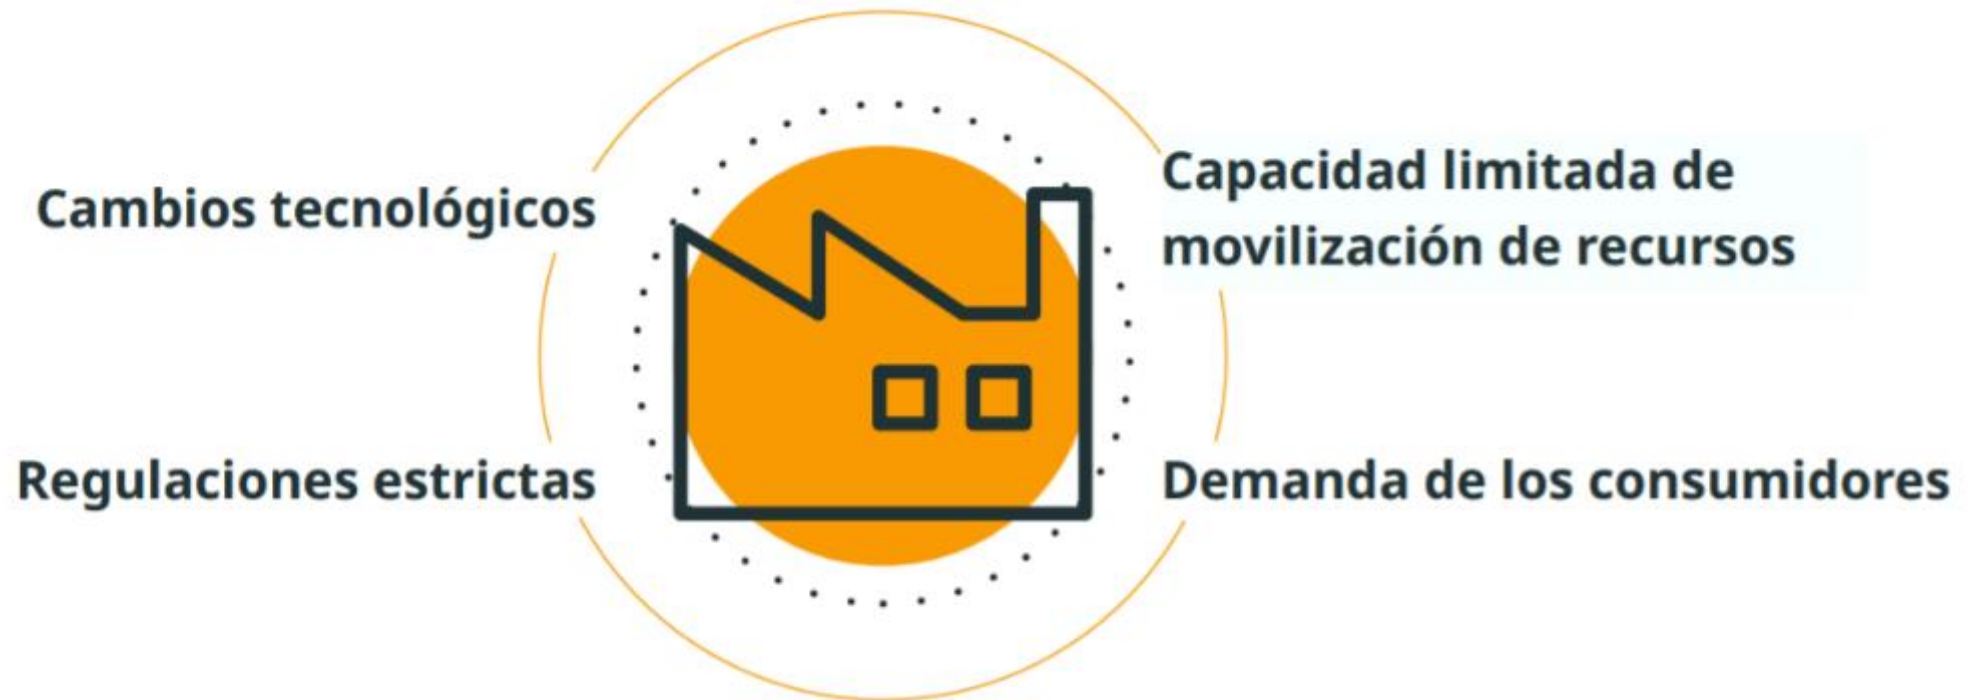 Cambios tecnológicos
Capacidad limitada de
movilización de recursos
Regulaciones estrictas
Demanda de los consumidores